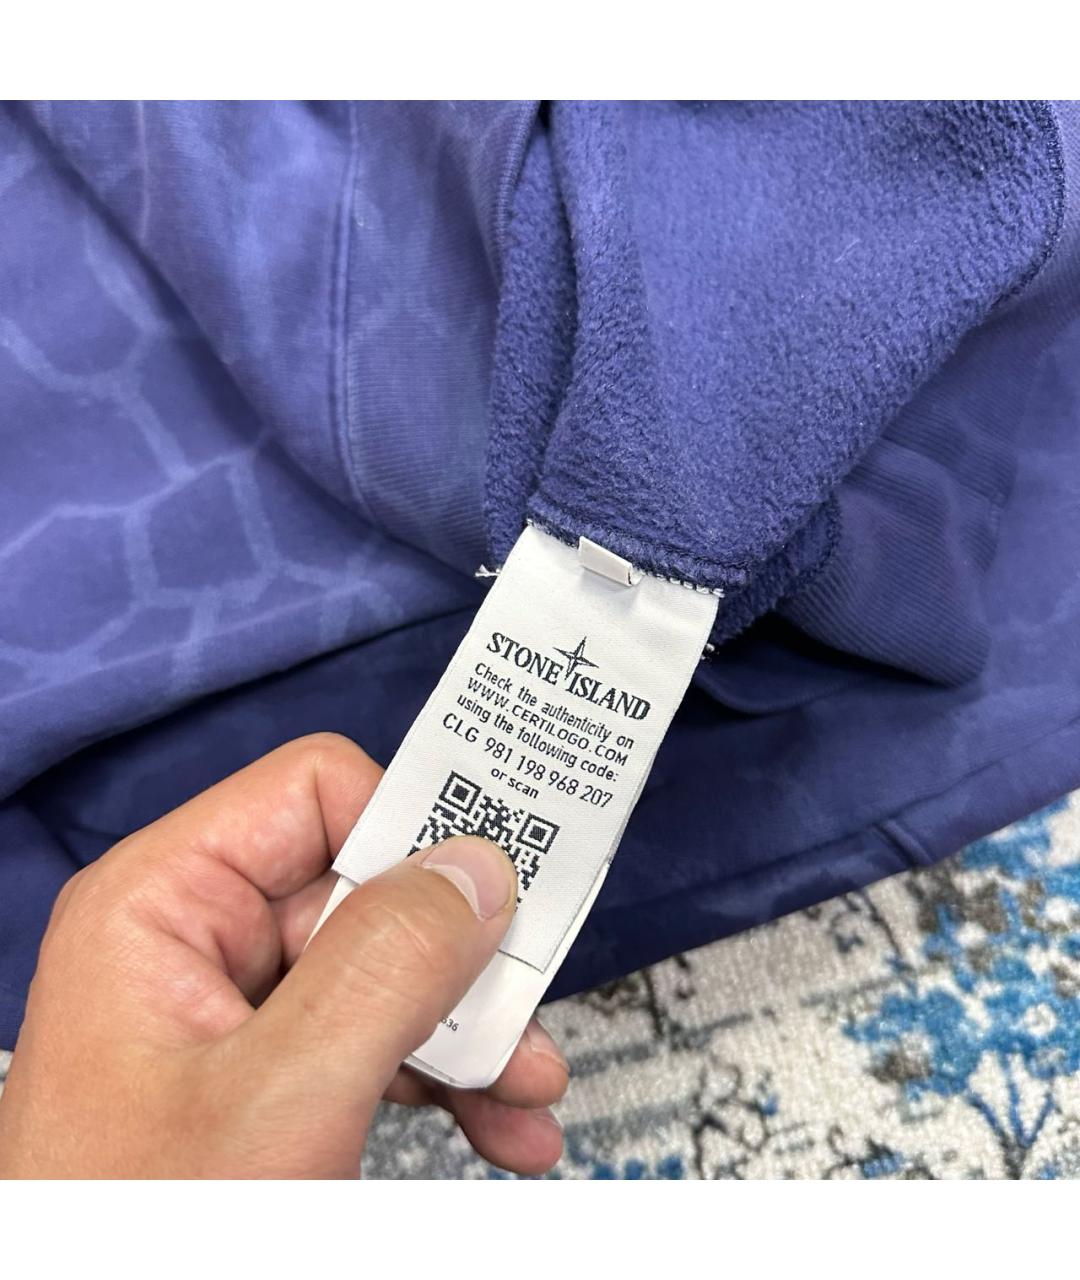 STONE ISLAND
Check the authenticity on
WWW.CERTILOGO.COM
using the following code:
CLG 981 198 968 207
or scan
636